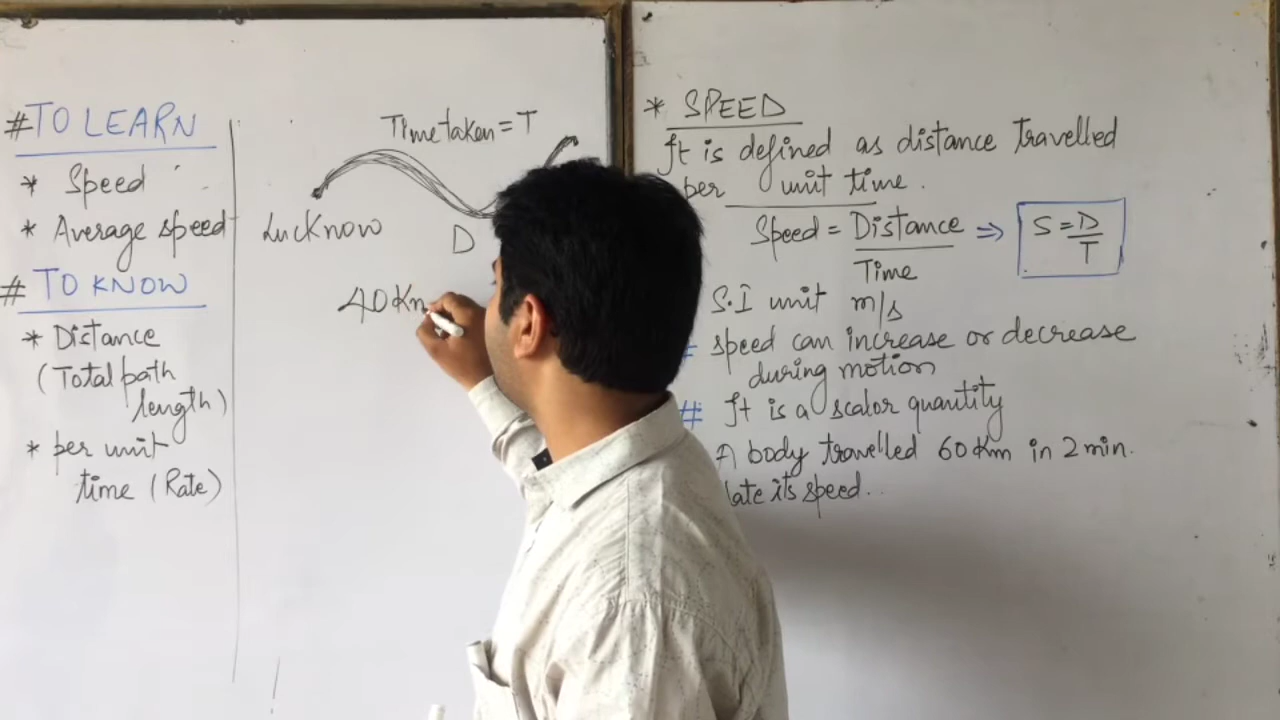 #TO LEARN
* Speed
* Average speed
# TO KNOW
* Distance
(Total path
length)
* per unit
time (Rate)
Time taken = T
Lucknow
D
40 Km
* SPEED
It is defined as distance travelled
per unit time.
Speed = Distance
Time
⇒ S = D
T
S.I unit m/s
speed can increase or decrease
during motion
# It is a scalar quantity
A body travelled 60 Km in 2 min.
late its speed..